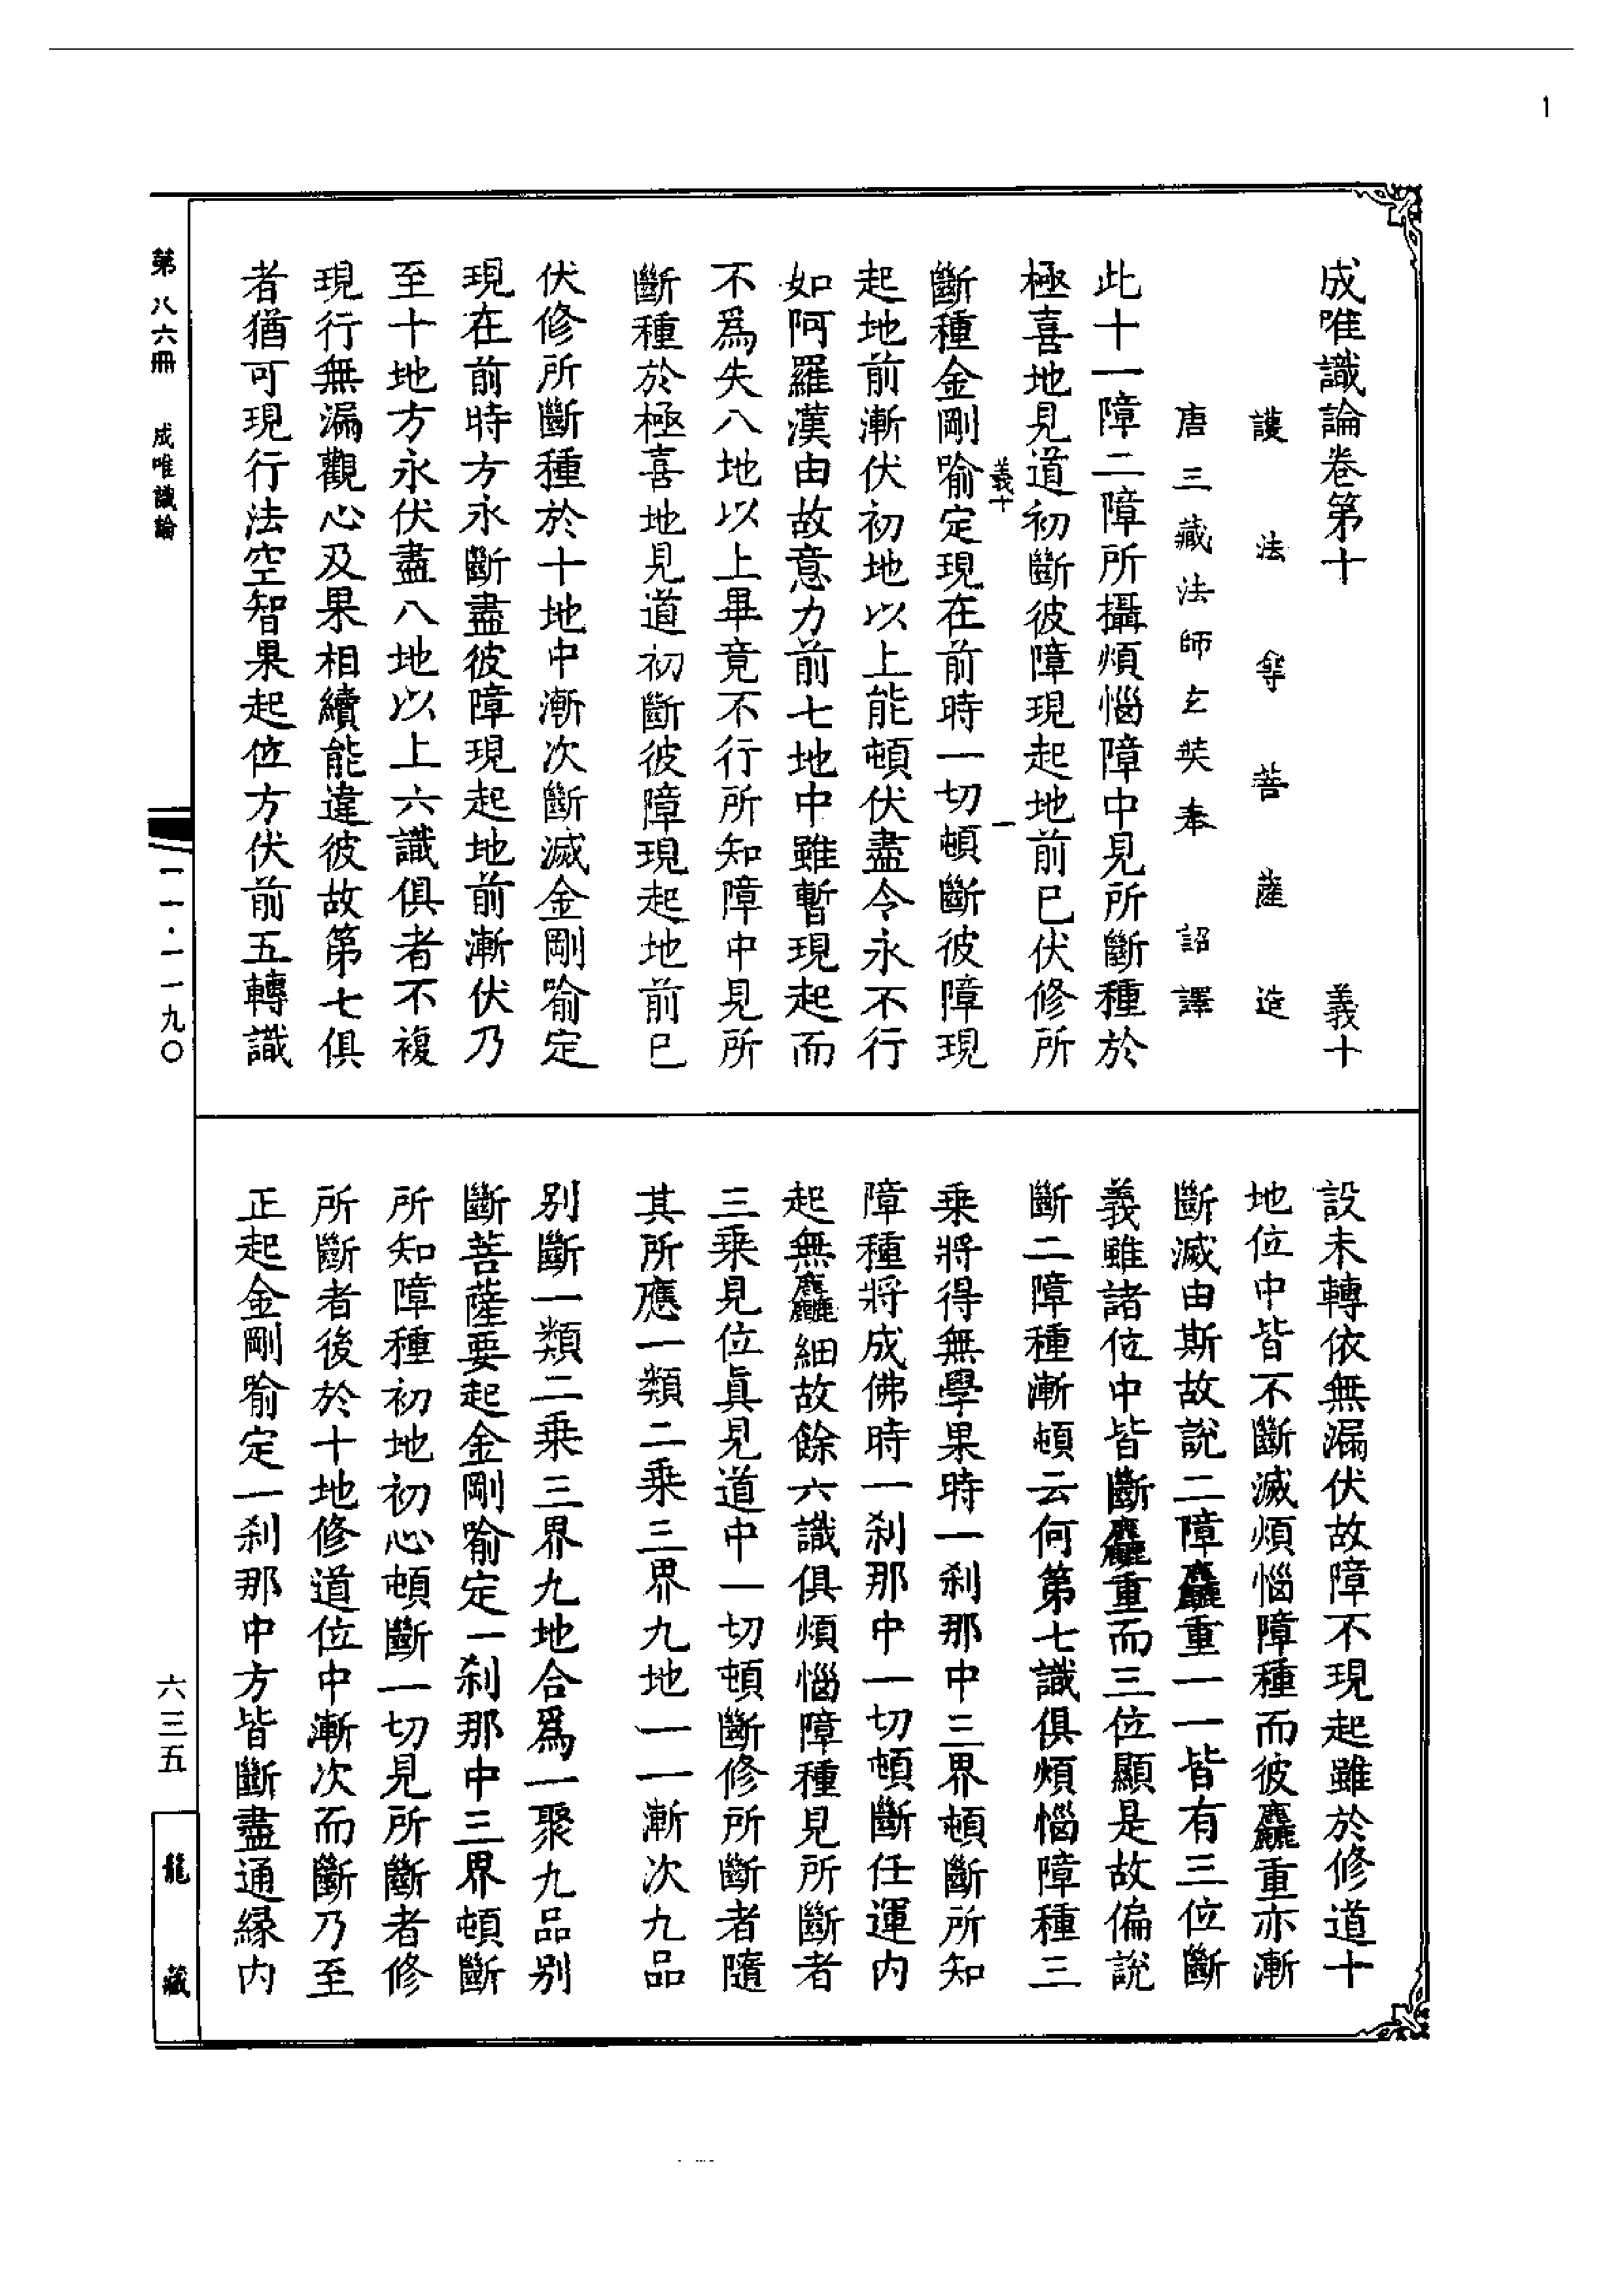 1
成唯識論卷第十 義十
護法等菩薩造
唐三藏法師玄奘奉 詔譯
此十一障二障所攝煩惱障中見所斷種於
極喜地見道初斷彼障現起地前已伏修所
義十 一
斷種金剛喻定現在前時一切頓斷彼障現
起地前漸伏初地以上能頓伏盡令永不行
如阿羅漢由故意力前七地中雖暫現起而
不爲失八地以上畢竟不行所知障中見所
斷種於極喜地見道初斷彼障現起地前已
伏修所斷種於十地中漸次斷滅金剛喻定
現在前時方永斷盡彼障現起地前漸伏乃
至十地方永伏盡八地以上六識俱者不複
現行無漏觀心及果相續能違彼故第七俱
者猶可現行法空智果起位方伏前五轉識
設未轉依無漏伏故障不現起雖於修道十
地位中皆不斷滅煩惱障種而彼麤重亦漸
斷滅由斯故說二障麤重一一皆有三位斷
義雖諸位中皆斷麤重而三位顯是故偏說
斷二障種漸頓云何第七識俱煩惱障種三
乗將得無學果時一刹那中三界頓斷所知
障種將成佛時一刹那中一切頓斷任運内
起無麤細故餘六識俱煩惱障種見所斷者
三乗見位眞見道中一切頓斷修所斷者隨
其所應一類二乗三界九地一一漸次九品
别斷一類二乗三界九地合爲一聚九品别
斷菩薩要起金剛喻定一刹那中三界頓斷
所知障種初地初心頓斷一切見所斷者修
所斷者後於十地修道位中漸次而斷乃至
正起金剛喻定一刹那中方皆斷盡通緣内
第八六冊 成唯識論
一一·一一九〇
六三五
龍藏